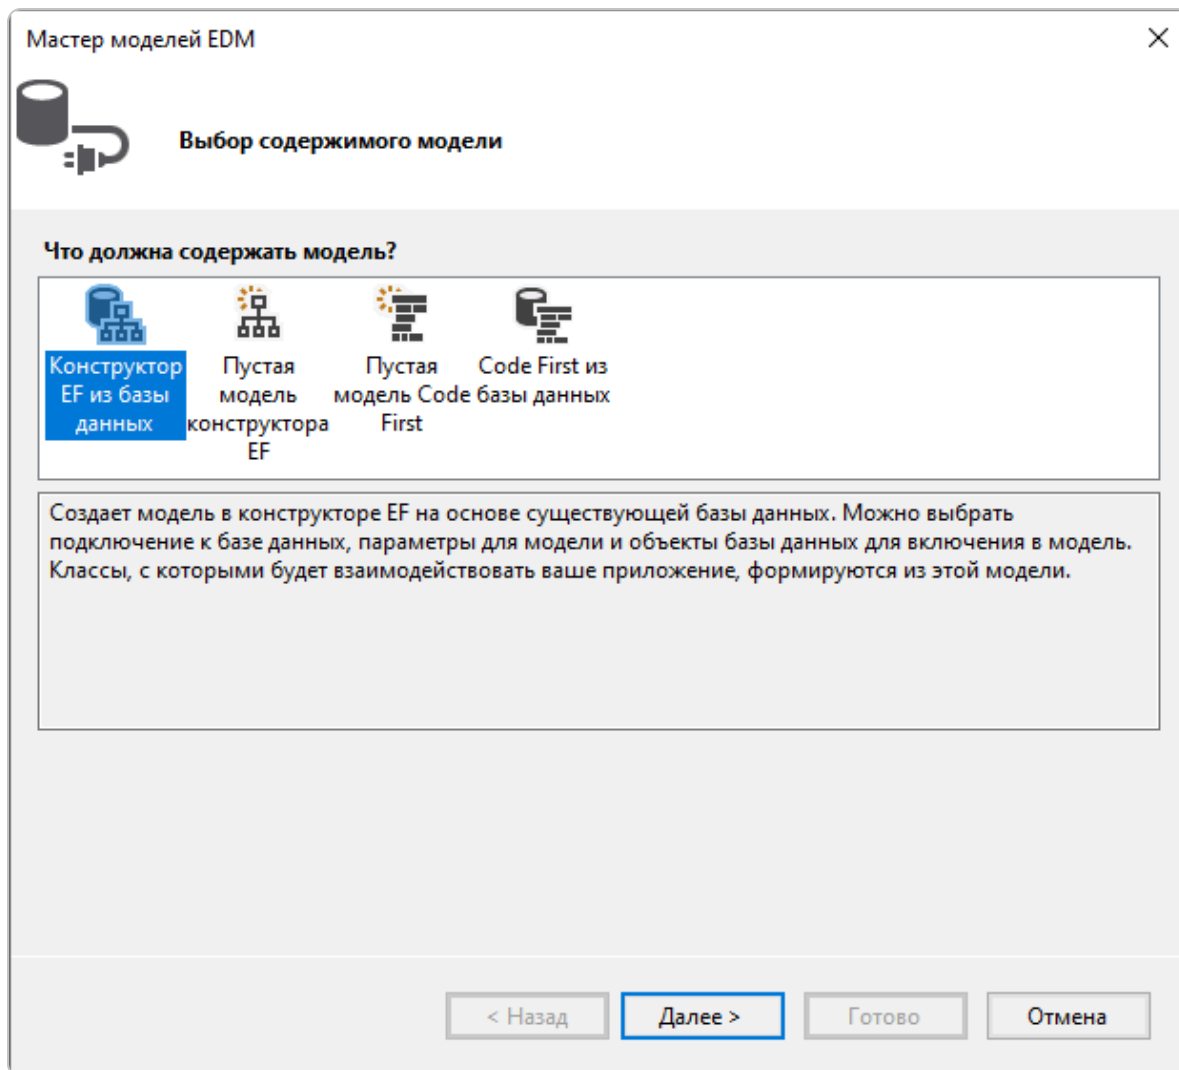 Мастер моделей EDM
Выбор содержимого модели
Что должна содержать модель?
Конструктор
EF из базы
данных
Пустая
модель
конструктора
EF
Пустая
модель Code
First
Code First из
базы данных
Создает модель в конструкторе EF на основе существующей базы данных. Можно выбрать
подключение к базе данных, параметры для модели и объекты базы данных для включения в модель.
Классы, с которыми будет взаимодействовать ваше приложение, формируются из этой модели.
< Назад
Далее >
Готово
Отмена